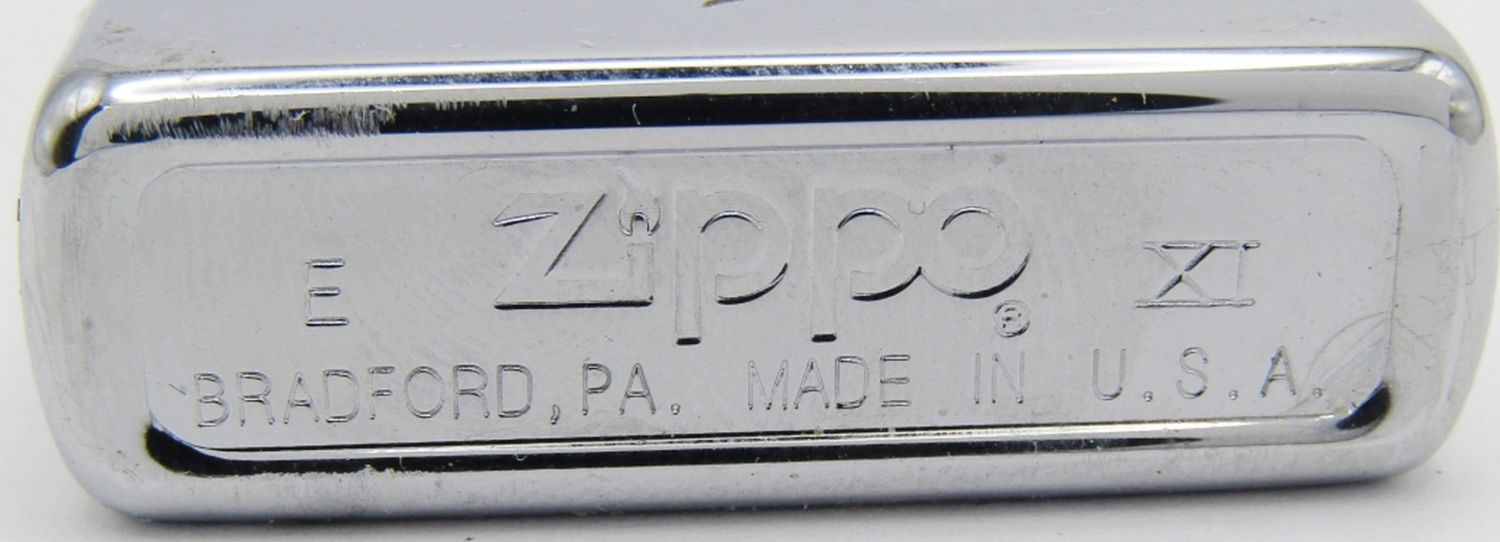 E Zippo ® XI
BRADFORD, PA. MADE IN U.S.A.